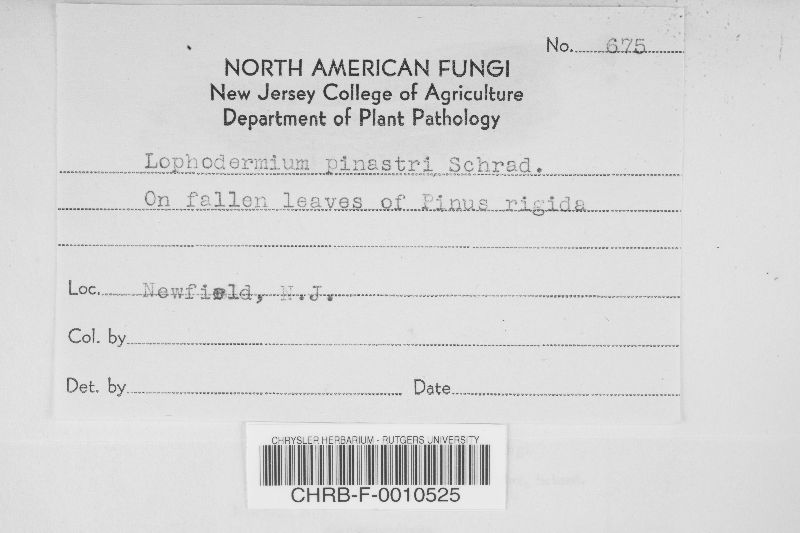 No. 675
NORTH AMERICAN FUNGI
New Jersey College of Agriculture
Department of Plant Pathology
Lophodermium pinastri Schrad.
On fallen leaves of Pinus rigida
Loc. Newfield, N.J.
Col. by
Det. by Date
CHRYSLER HERBARIUM - RUTGERS UNIVERSITY
CHRB-F-0010525